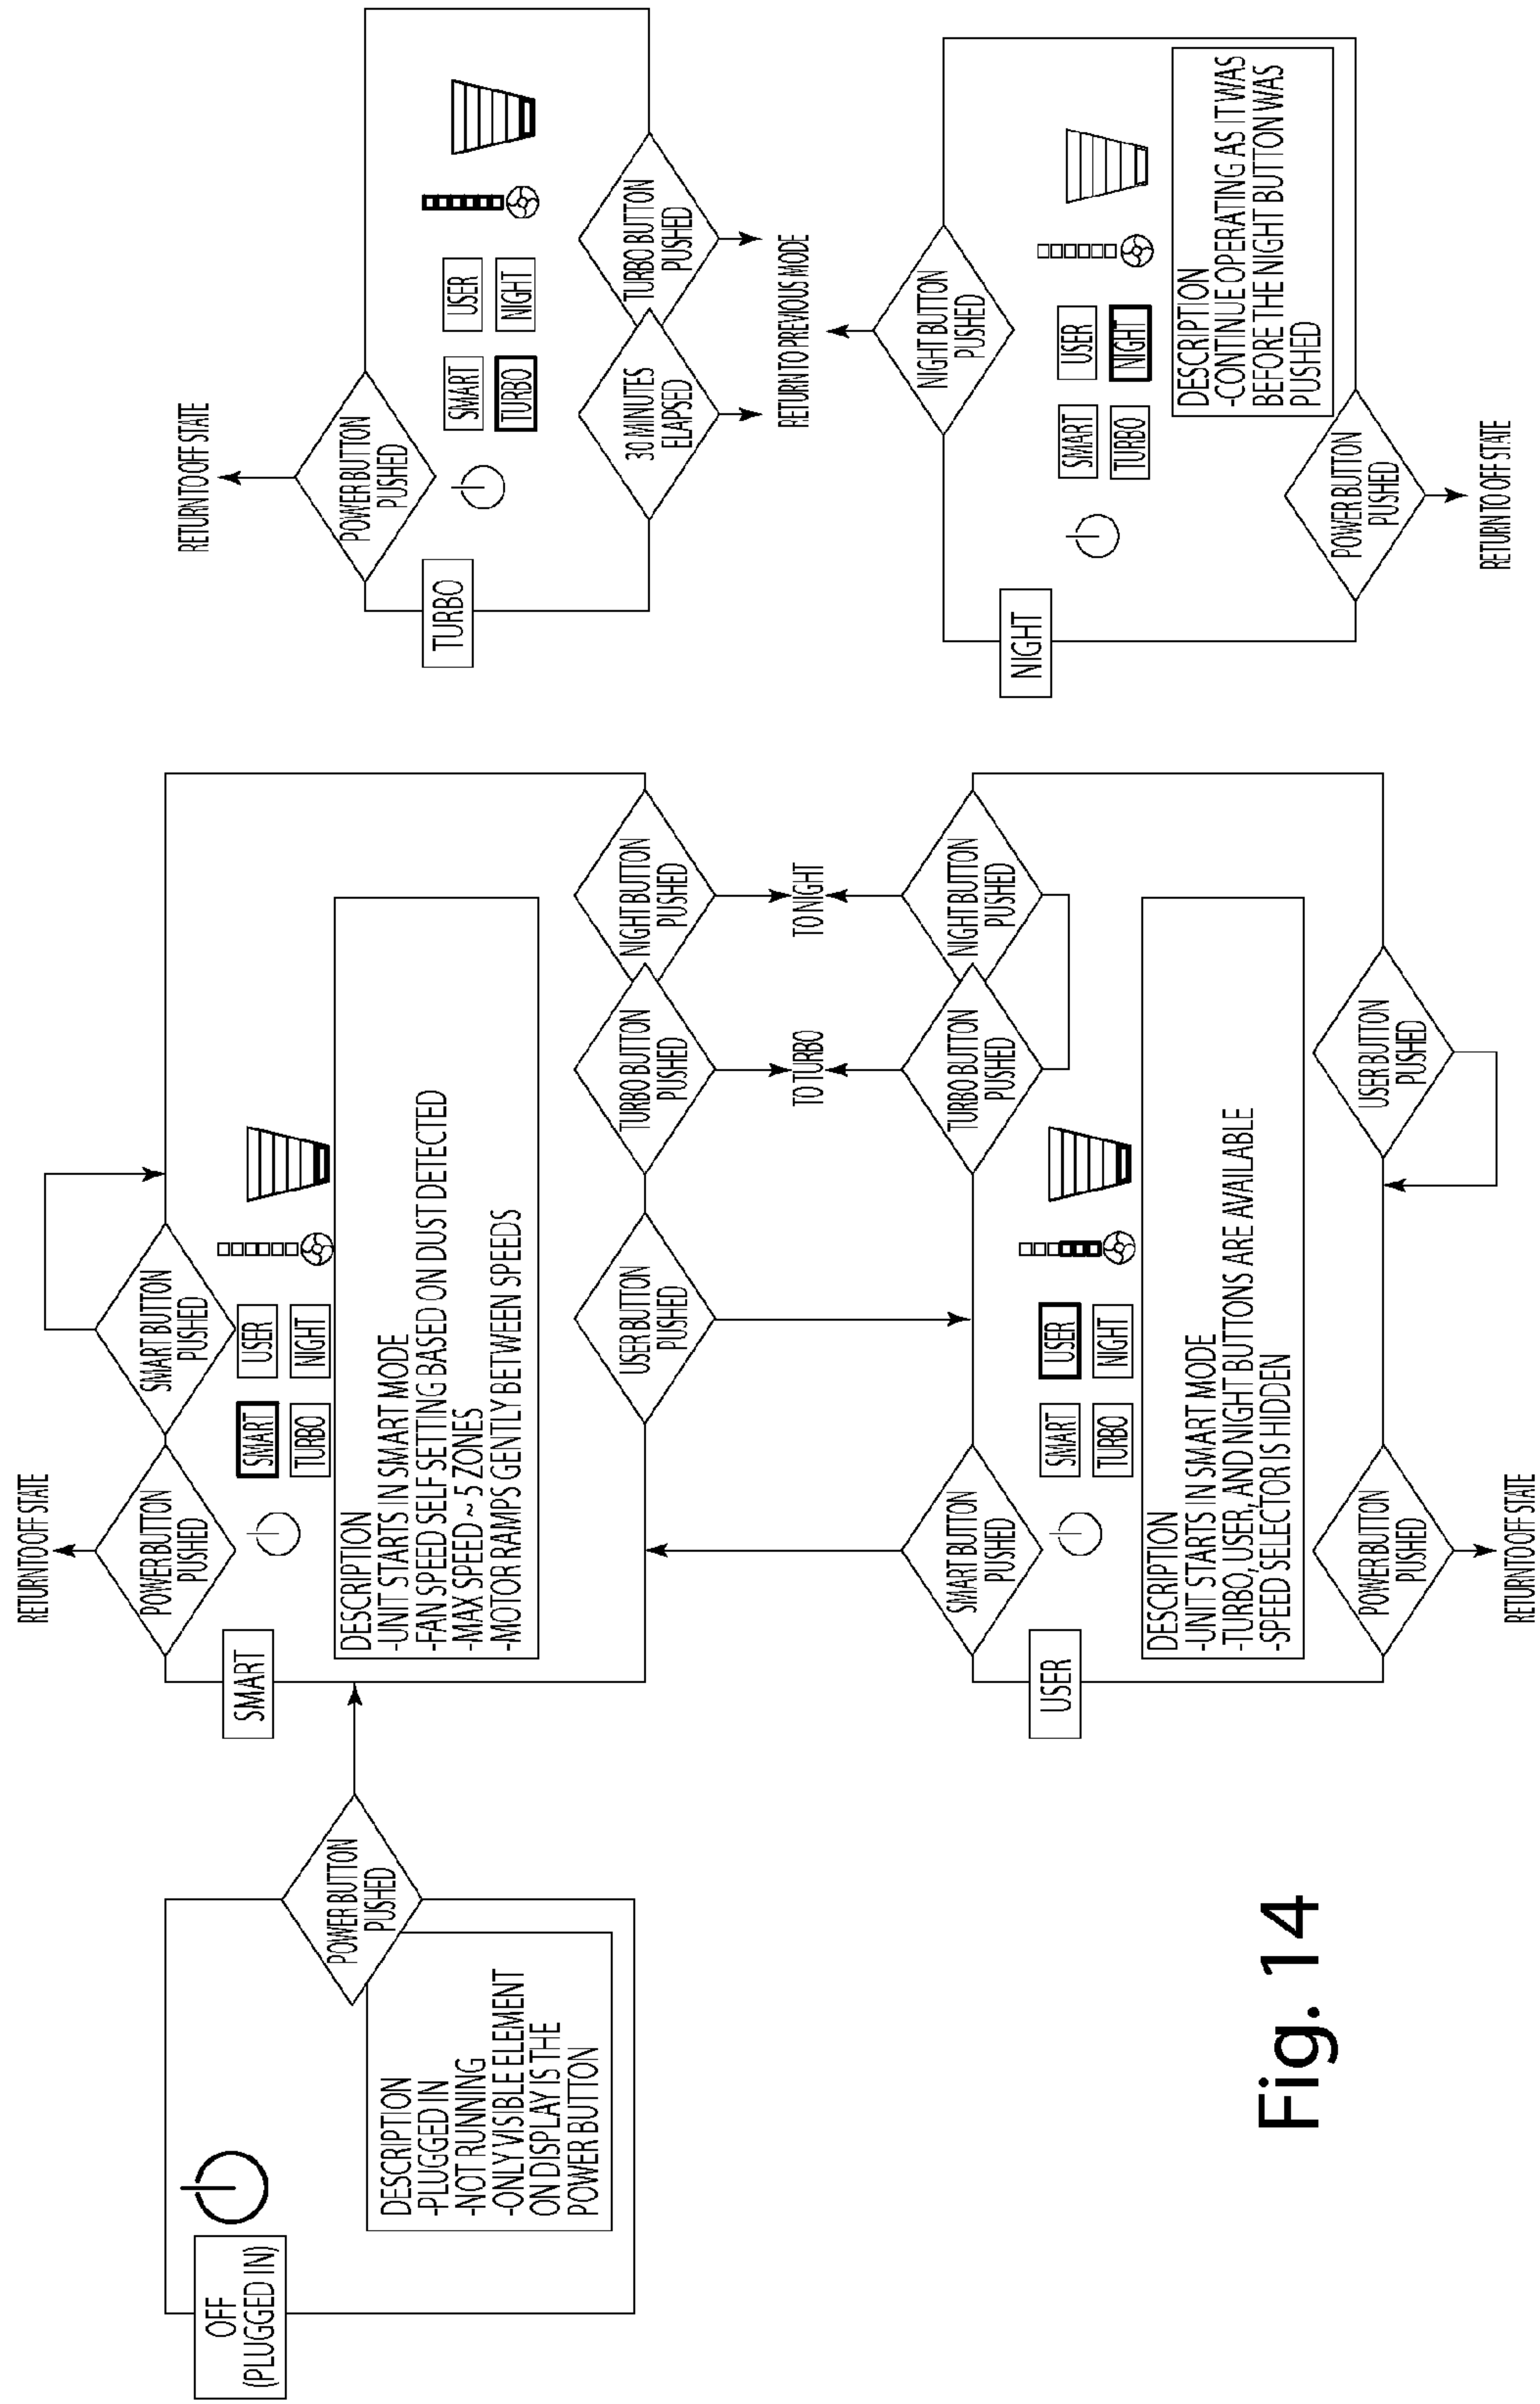 OFF
(PLUGGED IN)
DESCRIPTION
-PLUGGED IN
-NOT RUNNING
-ONLY VISIBLE ELEMENT
ON DISPLAY IS THE
POWER BUTTON
POWER BUTTON
PUSHED
SMART
RETURN TO OFF STATE
POWER BUTTON
PUSHED
SMART BUTTON
PUSHED
SMART
USER
TURBO
NIGHT
DESCRIPTION
-UNIT STARTS IN SMART MODE
-FAN SPEED SELF SETTING BASED ON DUST DETECTED
-MAX SPEED ~ 5 ZONES
-MOTOR RAMPS GENTLY BETWEEN SPEEDS
USER BUTTON
PUSHED
TURBO BUTTON
PUSHED
NIGHT BUTTON
PUSHED
TO TURBO
TO NIGHT
USER
SMART BUTTON
PUSHED
TURBO BUTTON
PUSHED
NIGHT BUTTON
PUSHED
SMART
USER
TURBO
NIGHT
DESCRIPTION
-UNIT STARTS IN SMART MODE
-TURBO, USER, AND NIGHT BUTTONS ARE AVAILABLE
-SPEED SELECTOR IS HIDDEN
POWER BUTTON
PUSHED
USER BUTTON
PUSHED
RETURN TO OFF STATE
TURBO
RETURN TO OFF STATE
POWER BUTTON
PUSHED
SMART
USER
TURBO
NIGHT
30 MINUTES
ELAPSED
TURBO BUTTON
PUSHED
RETURN TO PREVIOUS MODE
NIGHT
NIGHT BUTTON
PUSHED
SMART
USER
TURBO
NIGHT
DESCRIPTION
-CONTINUE OPERATING AS IT WAS
BEFORE THE NIGHT BUTTON WAS
PUSHED
POWER BUTTON
PUSHED
RETURN TO OFF STATE
Fig. 14